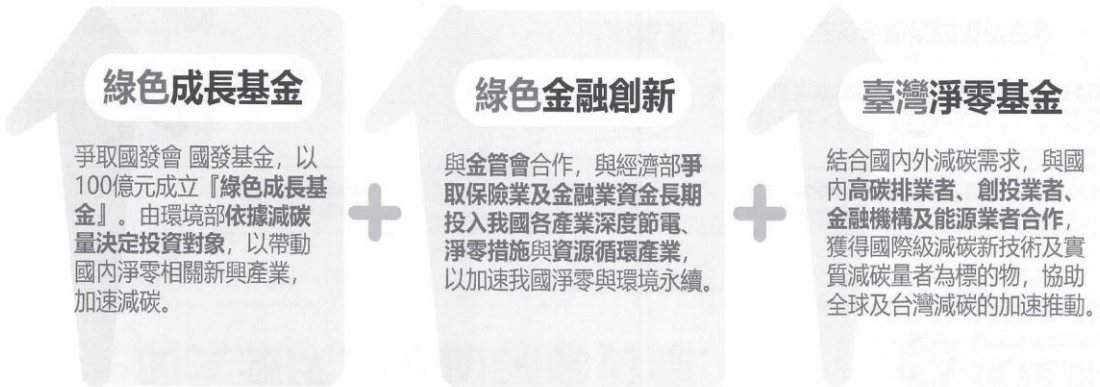 綠色成長基金
爭取國發會 國發基金，以
100億元成立『綠色成長基
金』。由環境部依據減碳
量決定投資對象，以帶動
國內淨零相關新興產業，
加速減碳。
+
綠色金融創新
與金管會合作，與經濟部爭
取保險業及金融業資金長期
投入我國各產業深度節電、
淨零措施與資源循環產業，
以加速我國淨零與環境永續。
+
臺灣淨零基金
結合國內外減碳需求，與國
內高碳排業者、創投業者、
金融機構及能源業者合作，
獲得國際級減碳新技術及實
質減碳量者為標的物，協助
全球及台灣減碳的加速推動。